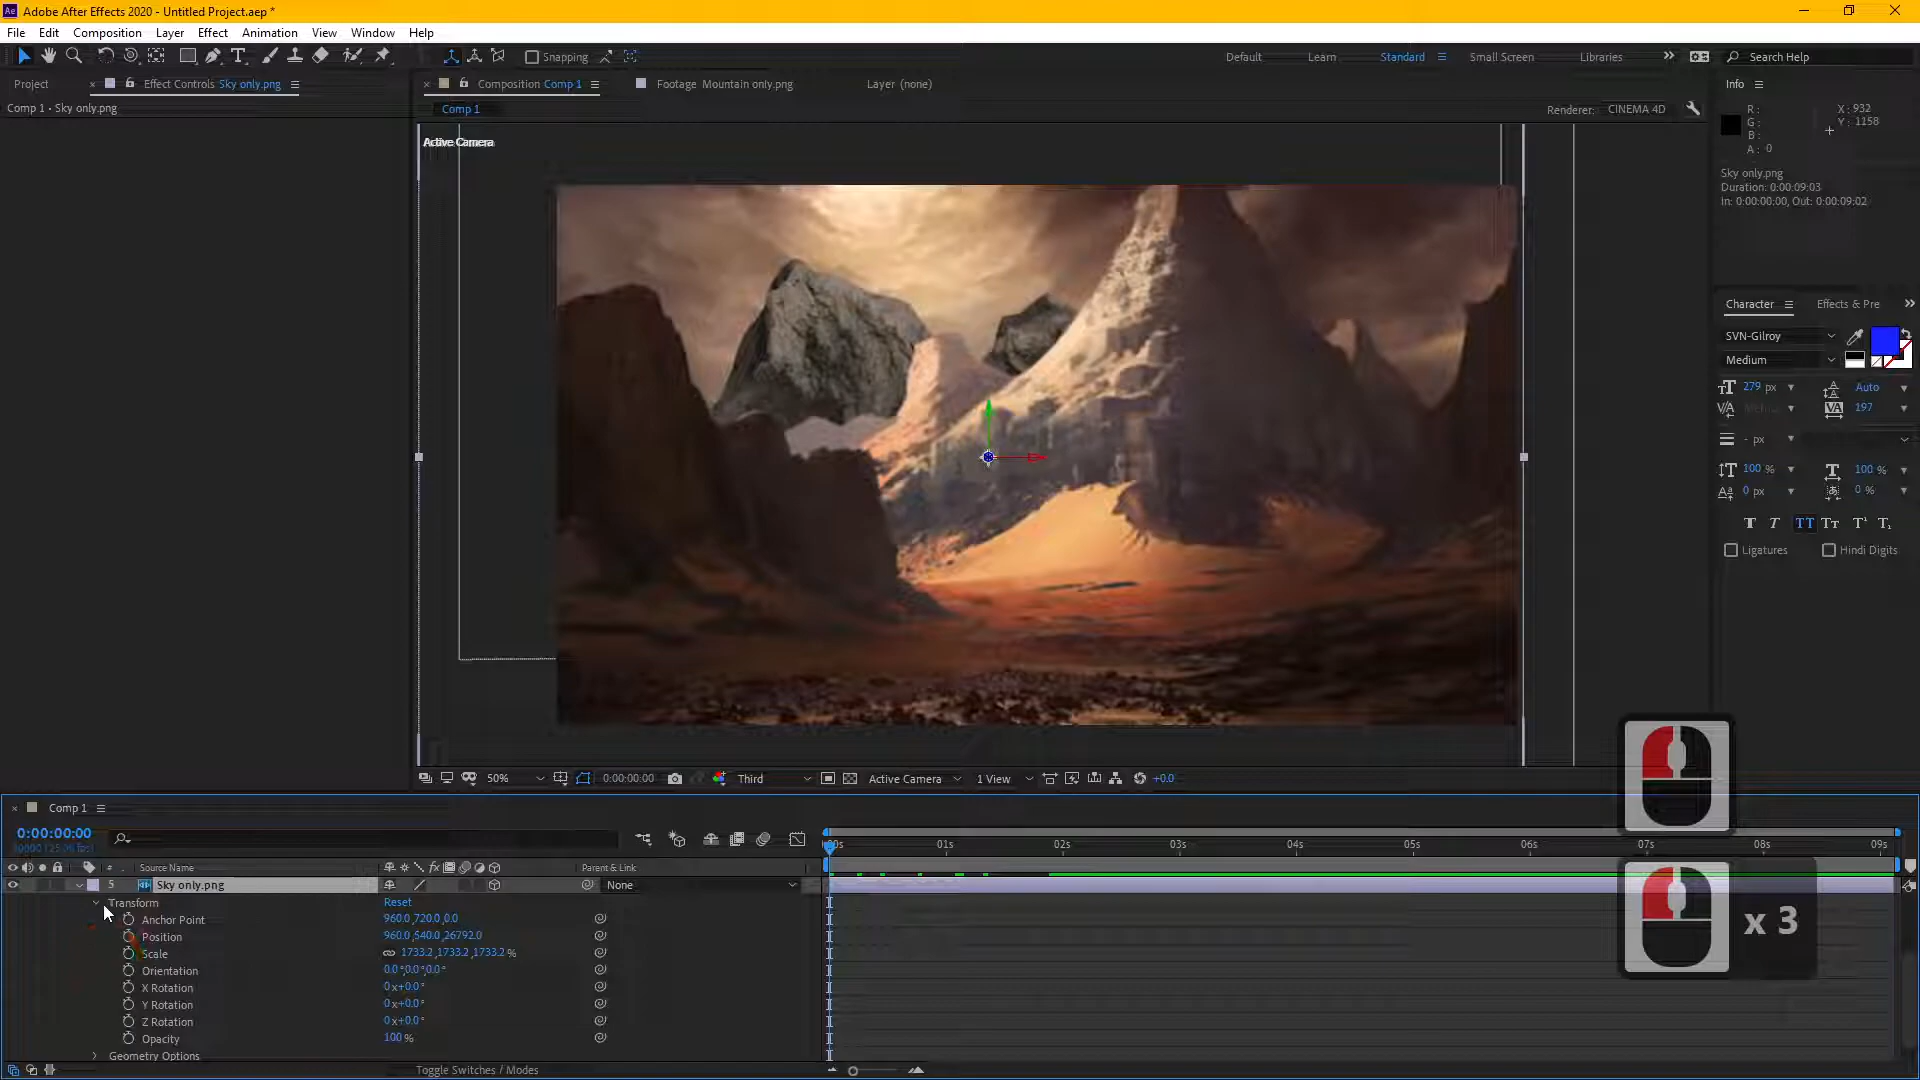 Adobe After Effects 2020 - Untitled Project.aep *
File Edit Composition Layer Effect Animation View Window Help
Snapping
Default Learn Standard Small Screen Libraries
Search Help
Project
Effect Controls Sky only.png
Composition Comp 1
Footage Mountain only.png
Layer (none)
Info
Comp 1 • Sky only.png
Comp 1
Renderer: CINEMA 4D
R :
G :
B :
A : 0
X : 932
Y : 1158
Active Camera
Sky only.png
Duration: 0:00:09:03
In: 0:00:00:00, Out: 0:00:09:02
Character
Effects & Pre
SVN-Gilroy
Medium
279 px
Auto
197
- px
100 %
100 %
0 px
0 %
Ligatures
Hindi Digits
50%
0:00:00:00
Third
Active Camera
1 View
+0.0
Comp 1
0:00:00:00
00s 01s 02s 03s 04s 05s 06s 07s 08s 09s
# Source Name
Parent & Link
5 Sky only.png
None
Transform
Reset
Anchor Point 960.0,720.0,0.0
Position 960.0,540.0,26792.0
Scale 1733.2,1733.2,1733.2 %
Orientation 0.0°,0.0°,0.0°
X Rotation 0x+0.0°
Y Rotation 0x+0.0°
Z Rotation 0x+0.0°
Opacity 100 %
Geometry Options
Toggle Switches / Modes
x 3